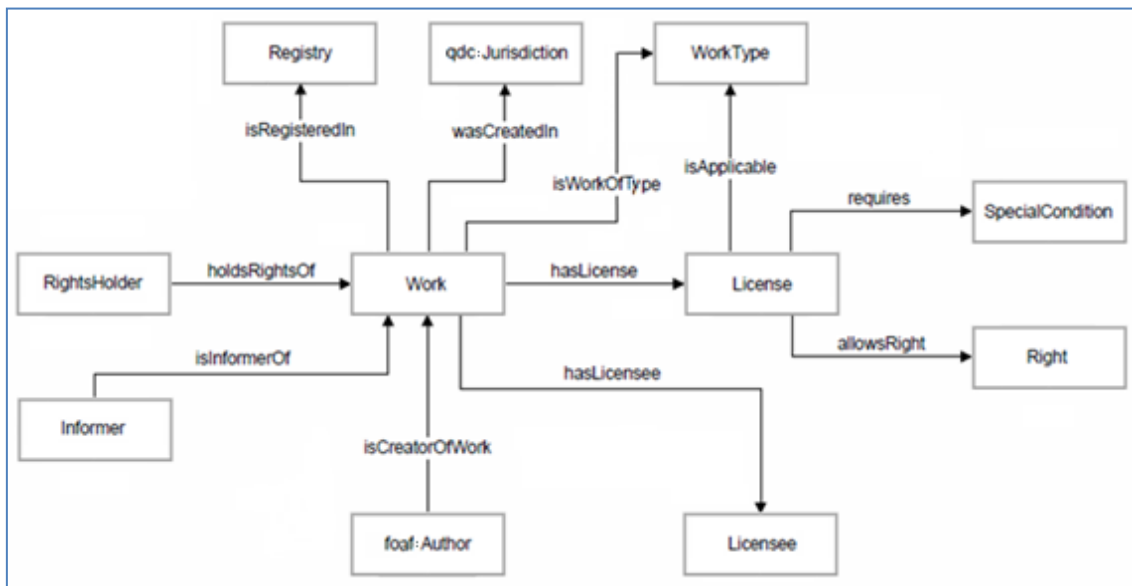 Registry
qdc:Jurisdiction
WorkType
isRegisteredIn
wasCreatedIn
isApplicable
isWorkOfType
requires
SpecialCondition
RightsHolder
holdsRightsOf
Work
hasLicense
License
isInformerOf
hasLicensee
allowsRight
Right
Informer
isCreatorOfWork
foaf:Author
Licensee